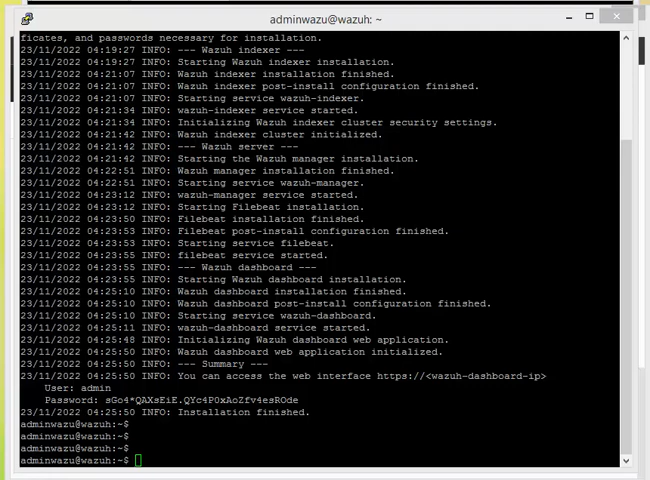 adminwazu@wazuh: ~
ficates, and passwords necessary for installation.
23/11/2022 04:19:27 INFO: --- Wazuh indexer ---
23/11/2022 04:19:27 INFO: Starting Wazuh indexer installation.
23/11/2022 04:21:07 INFO: Wazuh indexer installation finished.
23/11/2022 04:21:07 INFO: Wazuh indexer post-install configuration finished.
23/11/2022 04:21:07 INFO: Starting service wazuh-indexer.
23/11/2022 04:21:34 INFO: wazuh-indexer service started.
23/11/2022 04:21:34 INFO: Initializing Wazuh indexer cluster security settings.
23/11/2022 04:21:42 INFO: Wazuh indexer cluster initialized.
23/11/2022 04:21:42 INFO: --- Wazuh server ---
23/11/2022 04:21:42 INFO: Starting the Wazuh manager installation.
23/11/2022 04:22:51 INFO: Wazuh manager installation finished.
23/11/2022 04:22:51 INFO: Starting service wazuh-manager.
23/11/2022 04:23:12 INFO: wazuh-manager service started.
23/11/2022 04:23:12 INFO: Starting Filebeat installation.
23/11/2022 04:23:50 INFO: Filebeat installation finished.
23/11/2022 04:23:53 INFO: Filebeat post-install configuration finished.
23/11/2022 04:23:53 INFO: Starting service filebeat.
23/11/2022 04:23:55 INFO: filebeat service started.
23/11/2022 04:23:55 INFO: --- Wazuh dashboard ---
23/11/2022 04:23:55 INFO: Starting Wazuh dashboard installation.
23/11/2022 04:25:10 INFO: Wazuh dashboard installation finished.
23/11/2022 04:25:10 INFO: Wazuh dashboard post-install configuration finished.
23/11/2022 04:25:10 INFO: Starting service wazuh-dashboard.
23/11/2022 04:25:11 INFO: wazuh-dashboard service started.
23/11/2022 04:25:48 INFO: Initializing Wazuh dashboard web application.
23/11/2022 04:25:50 INFO: Wazuh dashboard web application initialized.
23/11/2022 04:25:50 INFO: --- Summary ---
23/11/2022 04:25:50 INFO: You can access the web interface https://<wazuh-dashboard-ip>
User: admin
Password: sGo4*QAXsEiE.QYc4P0xAoZfv4esROde
23/11/2022 04:25:50 INFO: Installation finished.
adminwazu@wazuh:~$
adminwazu@wazuh:~$
adminwazu@wazuh:~$
adminwazu@wazuh:~$